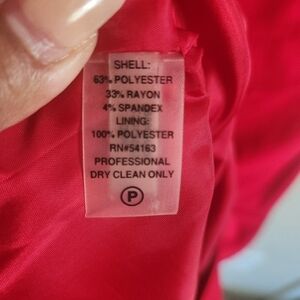 SHELL:
63% POLYESTER
33% RAYON
4% SPANDEX
LINING:
100% POLYESTER
RN#54163
PROFESSIONAL
DRY CLEAN ONLY
P